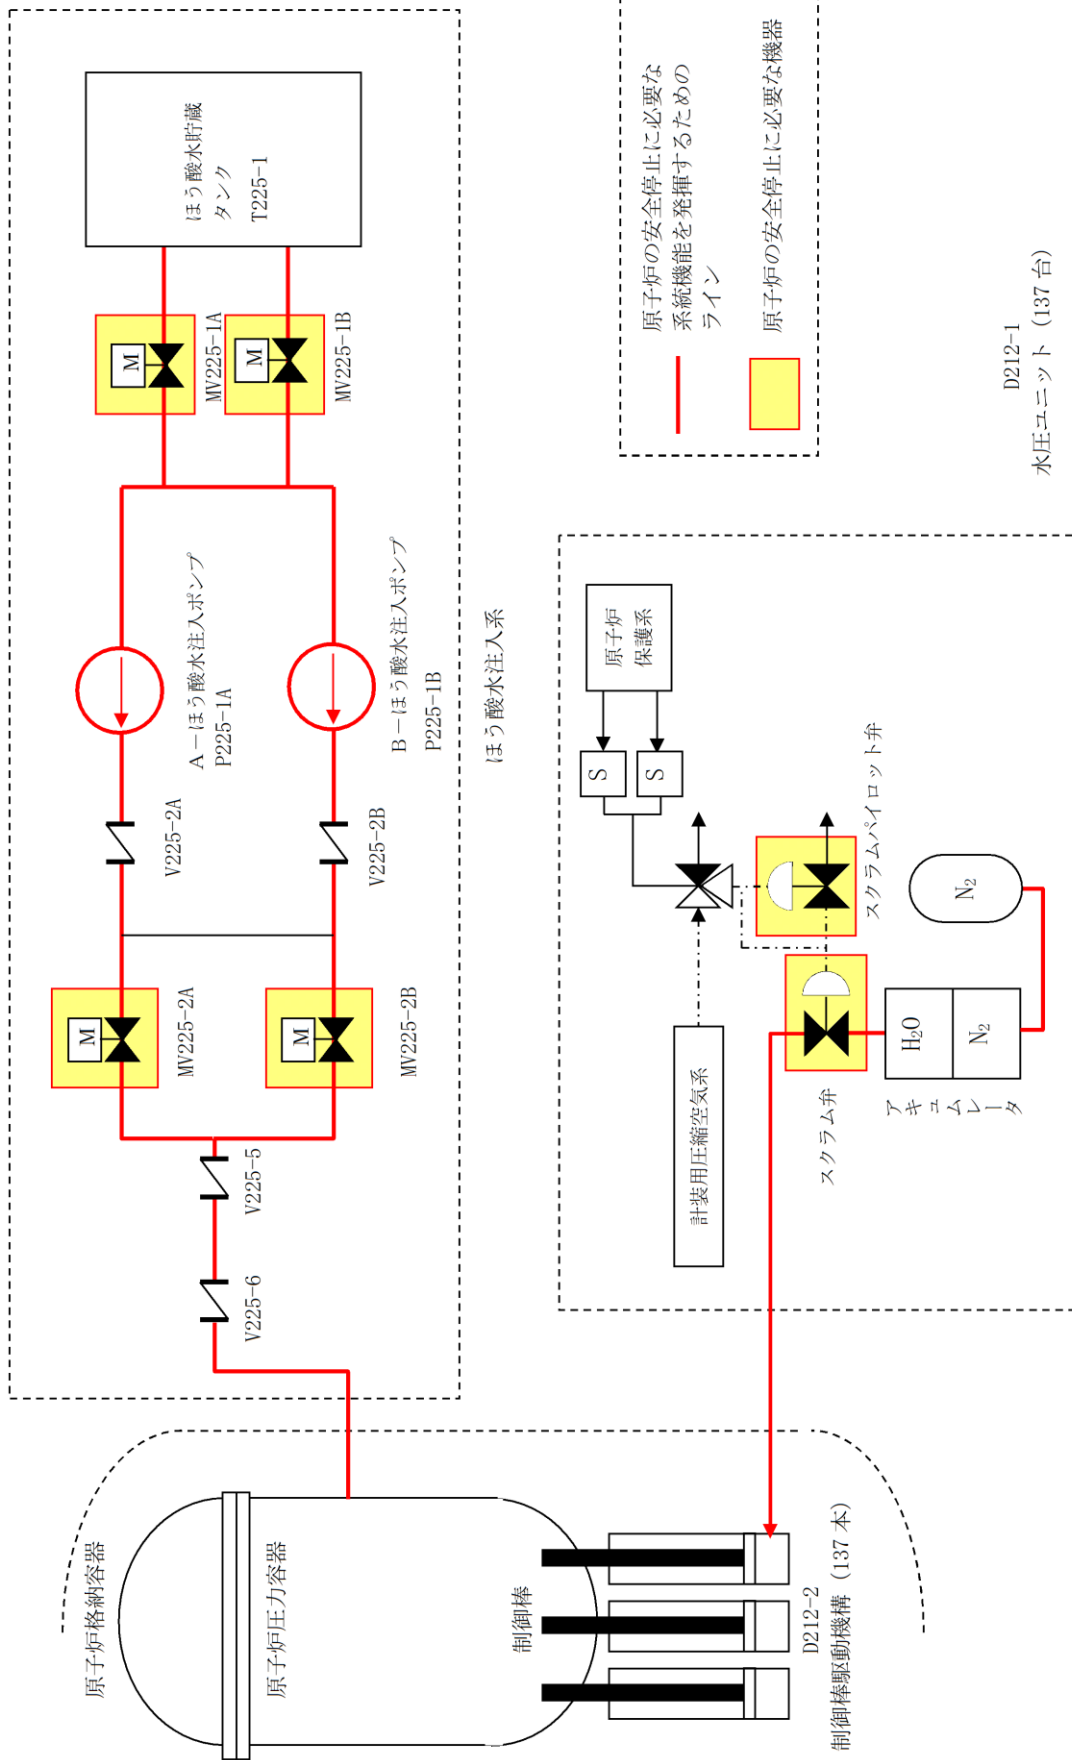 原子炉格納容器
原子炉圧力容器
制御棒
D212-2
制御棒駆動機構（137 本）
V225-6
V225-5
M
MV225-2A
M
MV225-2B
V225-2A
V225-2B
A－ほう酸水注入ポンプ
P225-1A
B－ほう酸水注入ポンプ
P225-1B
M
MV225-1A
M
MV225-1B
ほう酸水貯蔵
タンク
T225-1
ほう酸水注入系
計装用圧縮空気系
スクラム弁
H₂O
N₂
アキュムレータ
N₂
スクラムパイロット弁
S
S
原子炉
保護系
D212-1
水圧ユニット（137 台）
原子炉の安全停止に必要な
系統機能を発揮するための
ライン
原子炉の安全停止に必要な機器